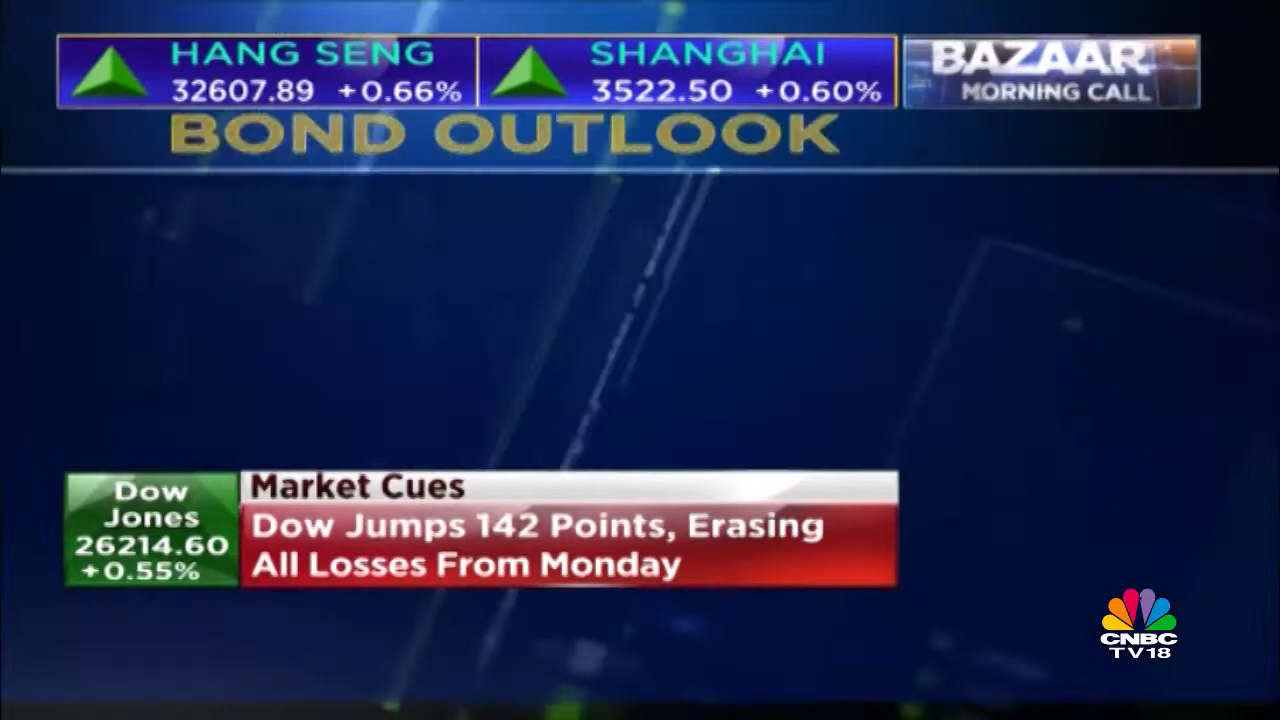 HANG SENG
32607.89 +0.66%
SHANGHAI
3522.50 +0.60%
BAZAAR
MORNING CALL
BOND OUTLOOK
Dow
Jones
26214.60
+0.55%
Market Cues
Dow Jumps 142 Points, Erasing
All Losses From Monday
CNBC
TV18